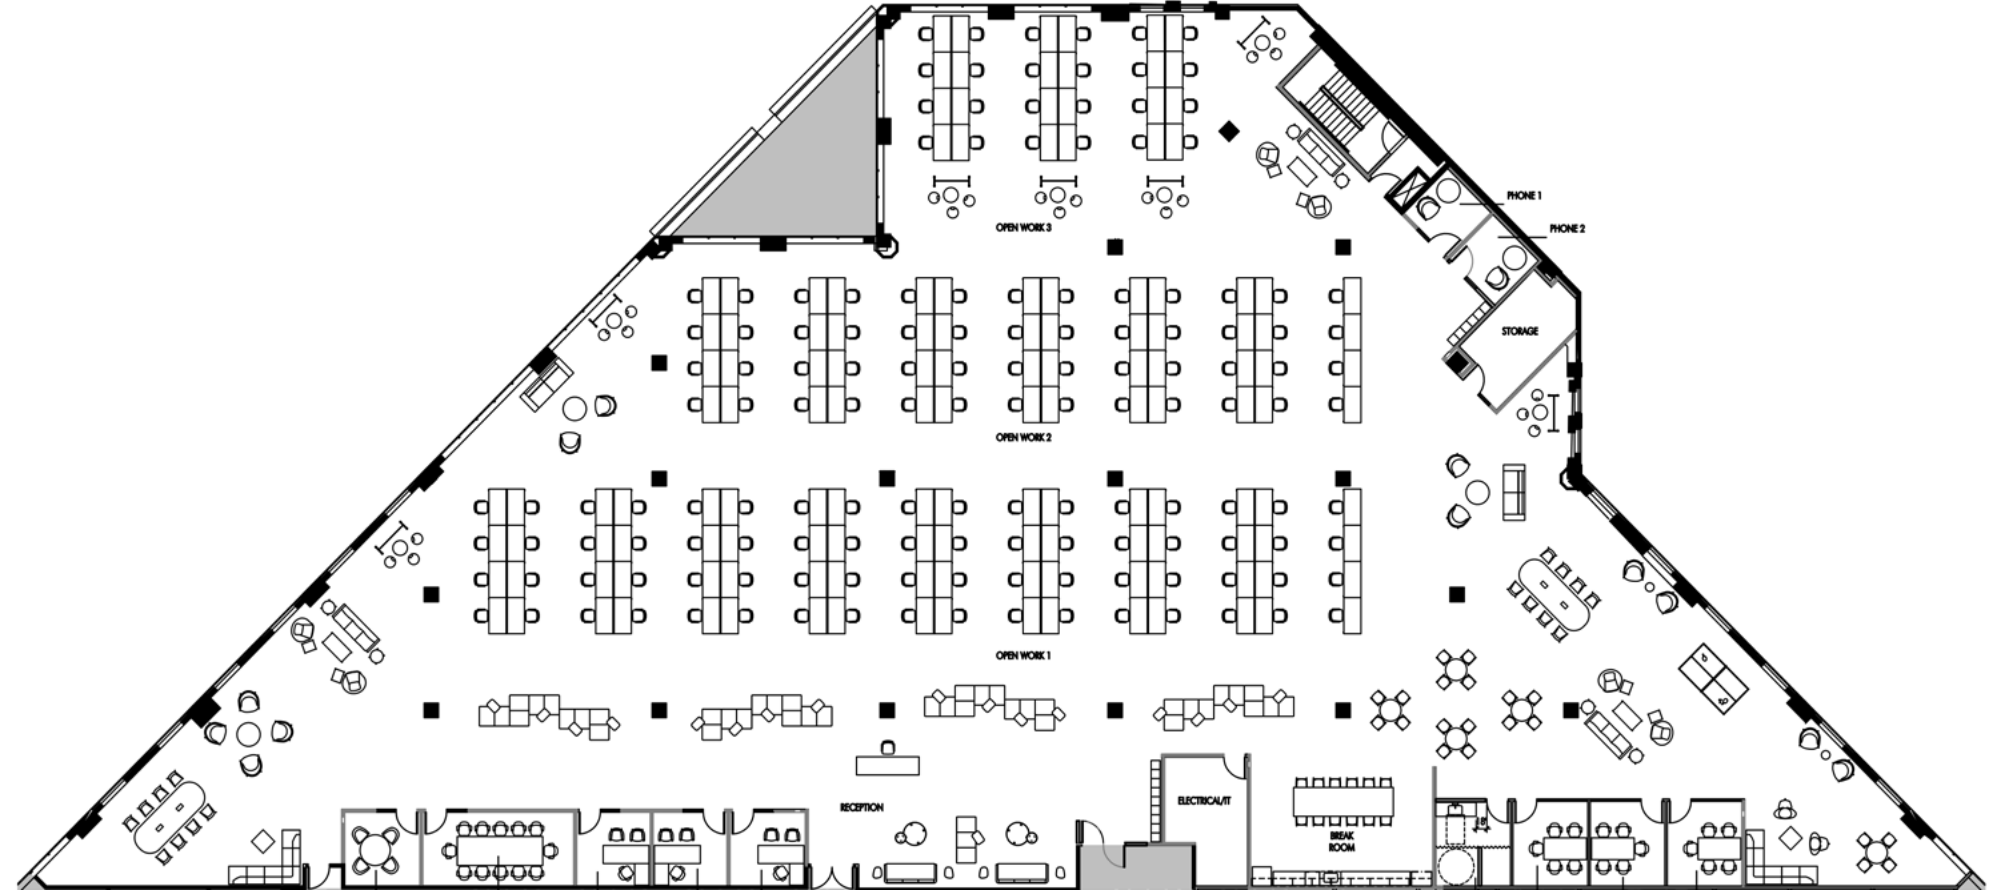 PHONE 1
PHONE 2
OPEN WORK 3
STORAGE
OPEN WORK 2
OPEN WORK 1
RECEPTION
ELECTRICAL/IT
BREAK
ROOM